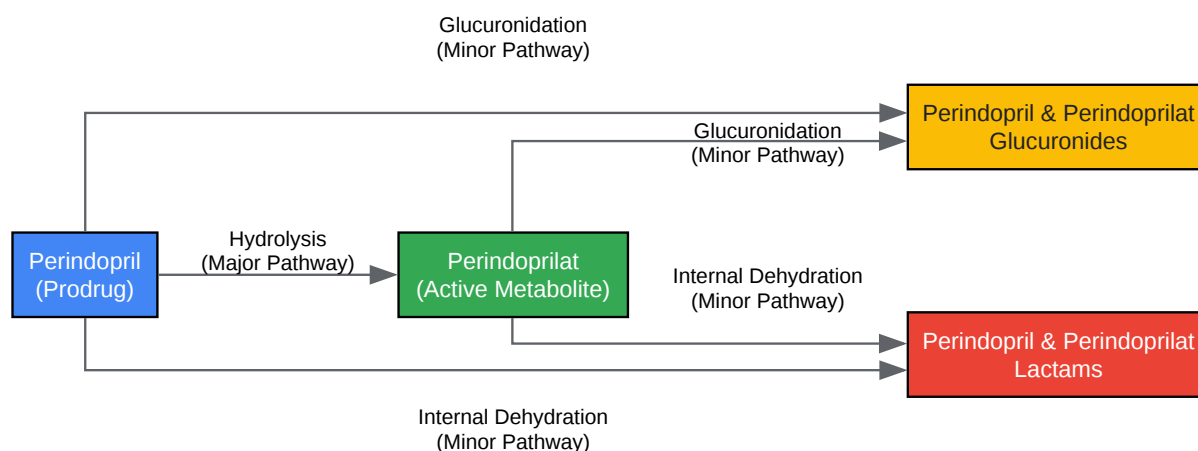 Glucuronidation
(Minor Pathway)
Perindopril & Perindoprilat
Glucuronides
Glucuronidation
(Minor Pathway)
Perindopril
(Prodrug)
Hydrolysis
(Major Pathway)
Perindoprilat
(Active Metabolite)
Internal Dehydration
(Minor Pathway)
Perindopril & Perindoprilat
Lactams
Internal Dehydration
(Minor Pathway)